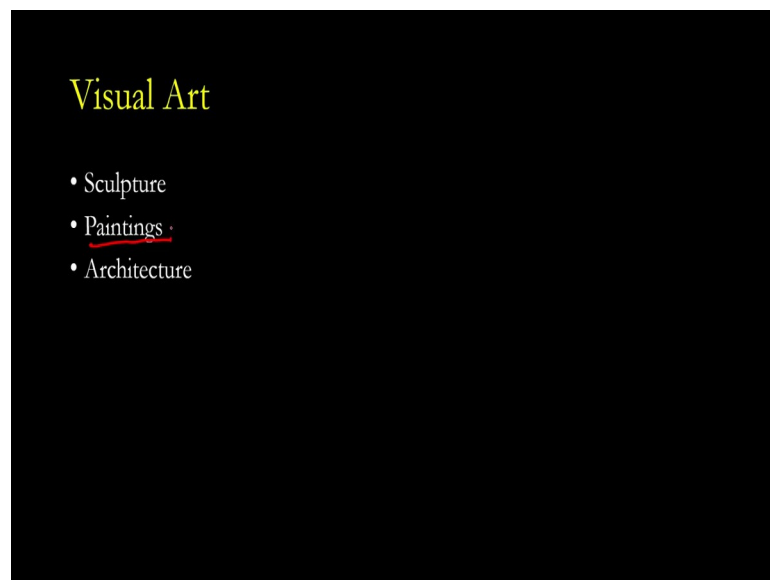 Visual Art
• Sculpture
• Paintings
• Architecture